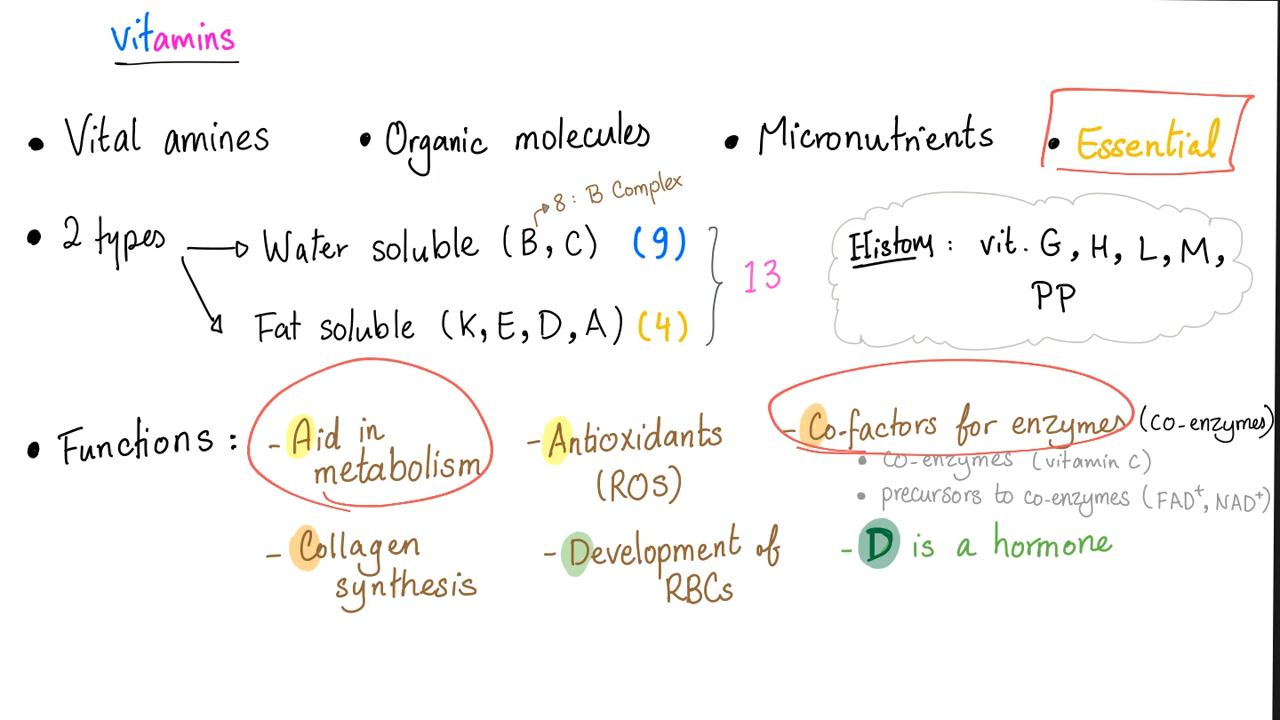 Vitamins
• Vital amines • Organic molecules • Micronutrients • Essential
8: B Complex
• 2 types → Water soluble (B, C) (9)
13
Fat soluble (K, E, D, A) (4)
History: vit. G, H, L, M,
PP
• Functions: - Aid in
metabolism
- Antioxidants
(ROS)
- Co-factors for enzymes (co-enzymes)
• co-enzymes (vitamin C)
• precursors to co-enzymes (FAD+, NAD+)
- Collagen
synthesis
- Development of
RBCs
- D is a hormone